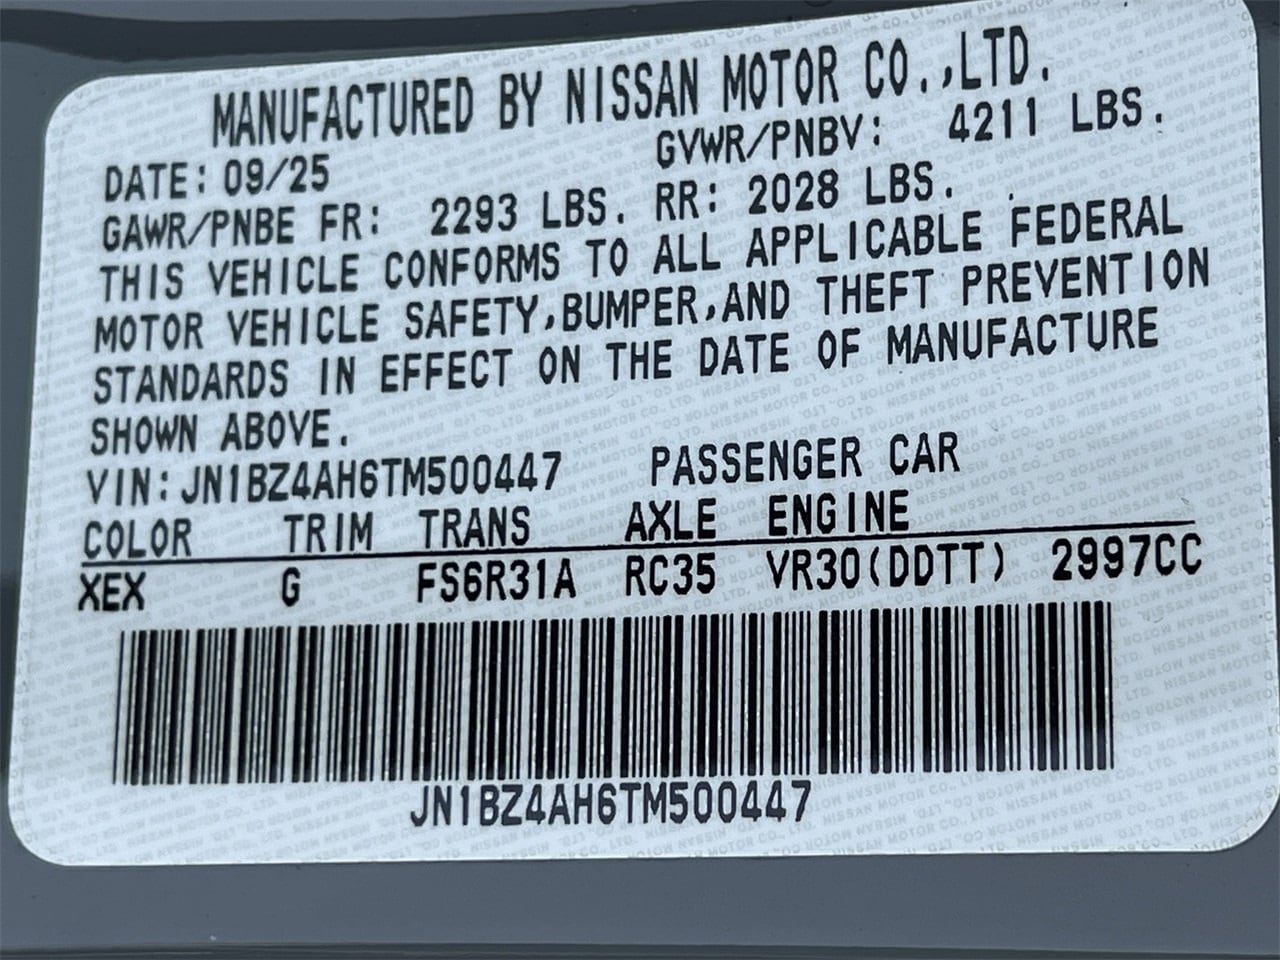 MANUFACTURED BY NISSAN MOTOR CO.,LTD.
DATE: 09/25 GVWR/PNBV: 4211 LBS.
GAWR/PNBE FR: 2293 LBS. RR: 2028 LBS.
THIS VEHICLE CONFORMS TO ALL APPLICABLE FEDERAL
MOTOR VEHICLE SAFETY,BUMPER,AND THEFT PREVENTION
STANDARDS IN EFFECT ON THE DATE OF MANUFACTURE
SHOWN ABOVE.
VIN:JN1BZ4AH6TM500447 PASSENGER CAR
COLOR TRIM TRANS AXLE ENGINE
XEX G FS6R31A RC35 VR30(DDTT) 2997CC
JN1BZ4AH6TM500447